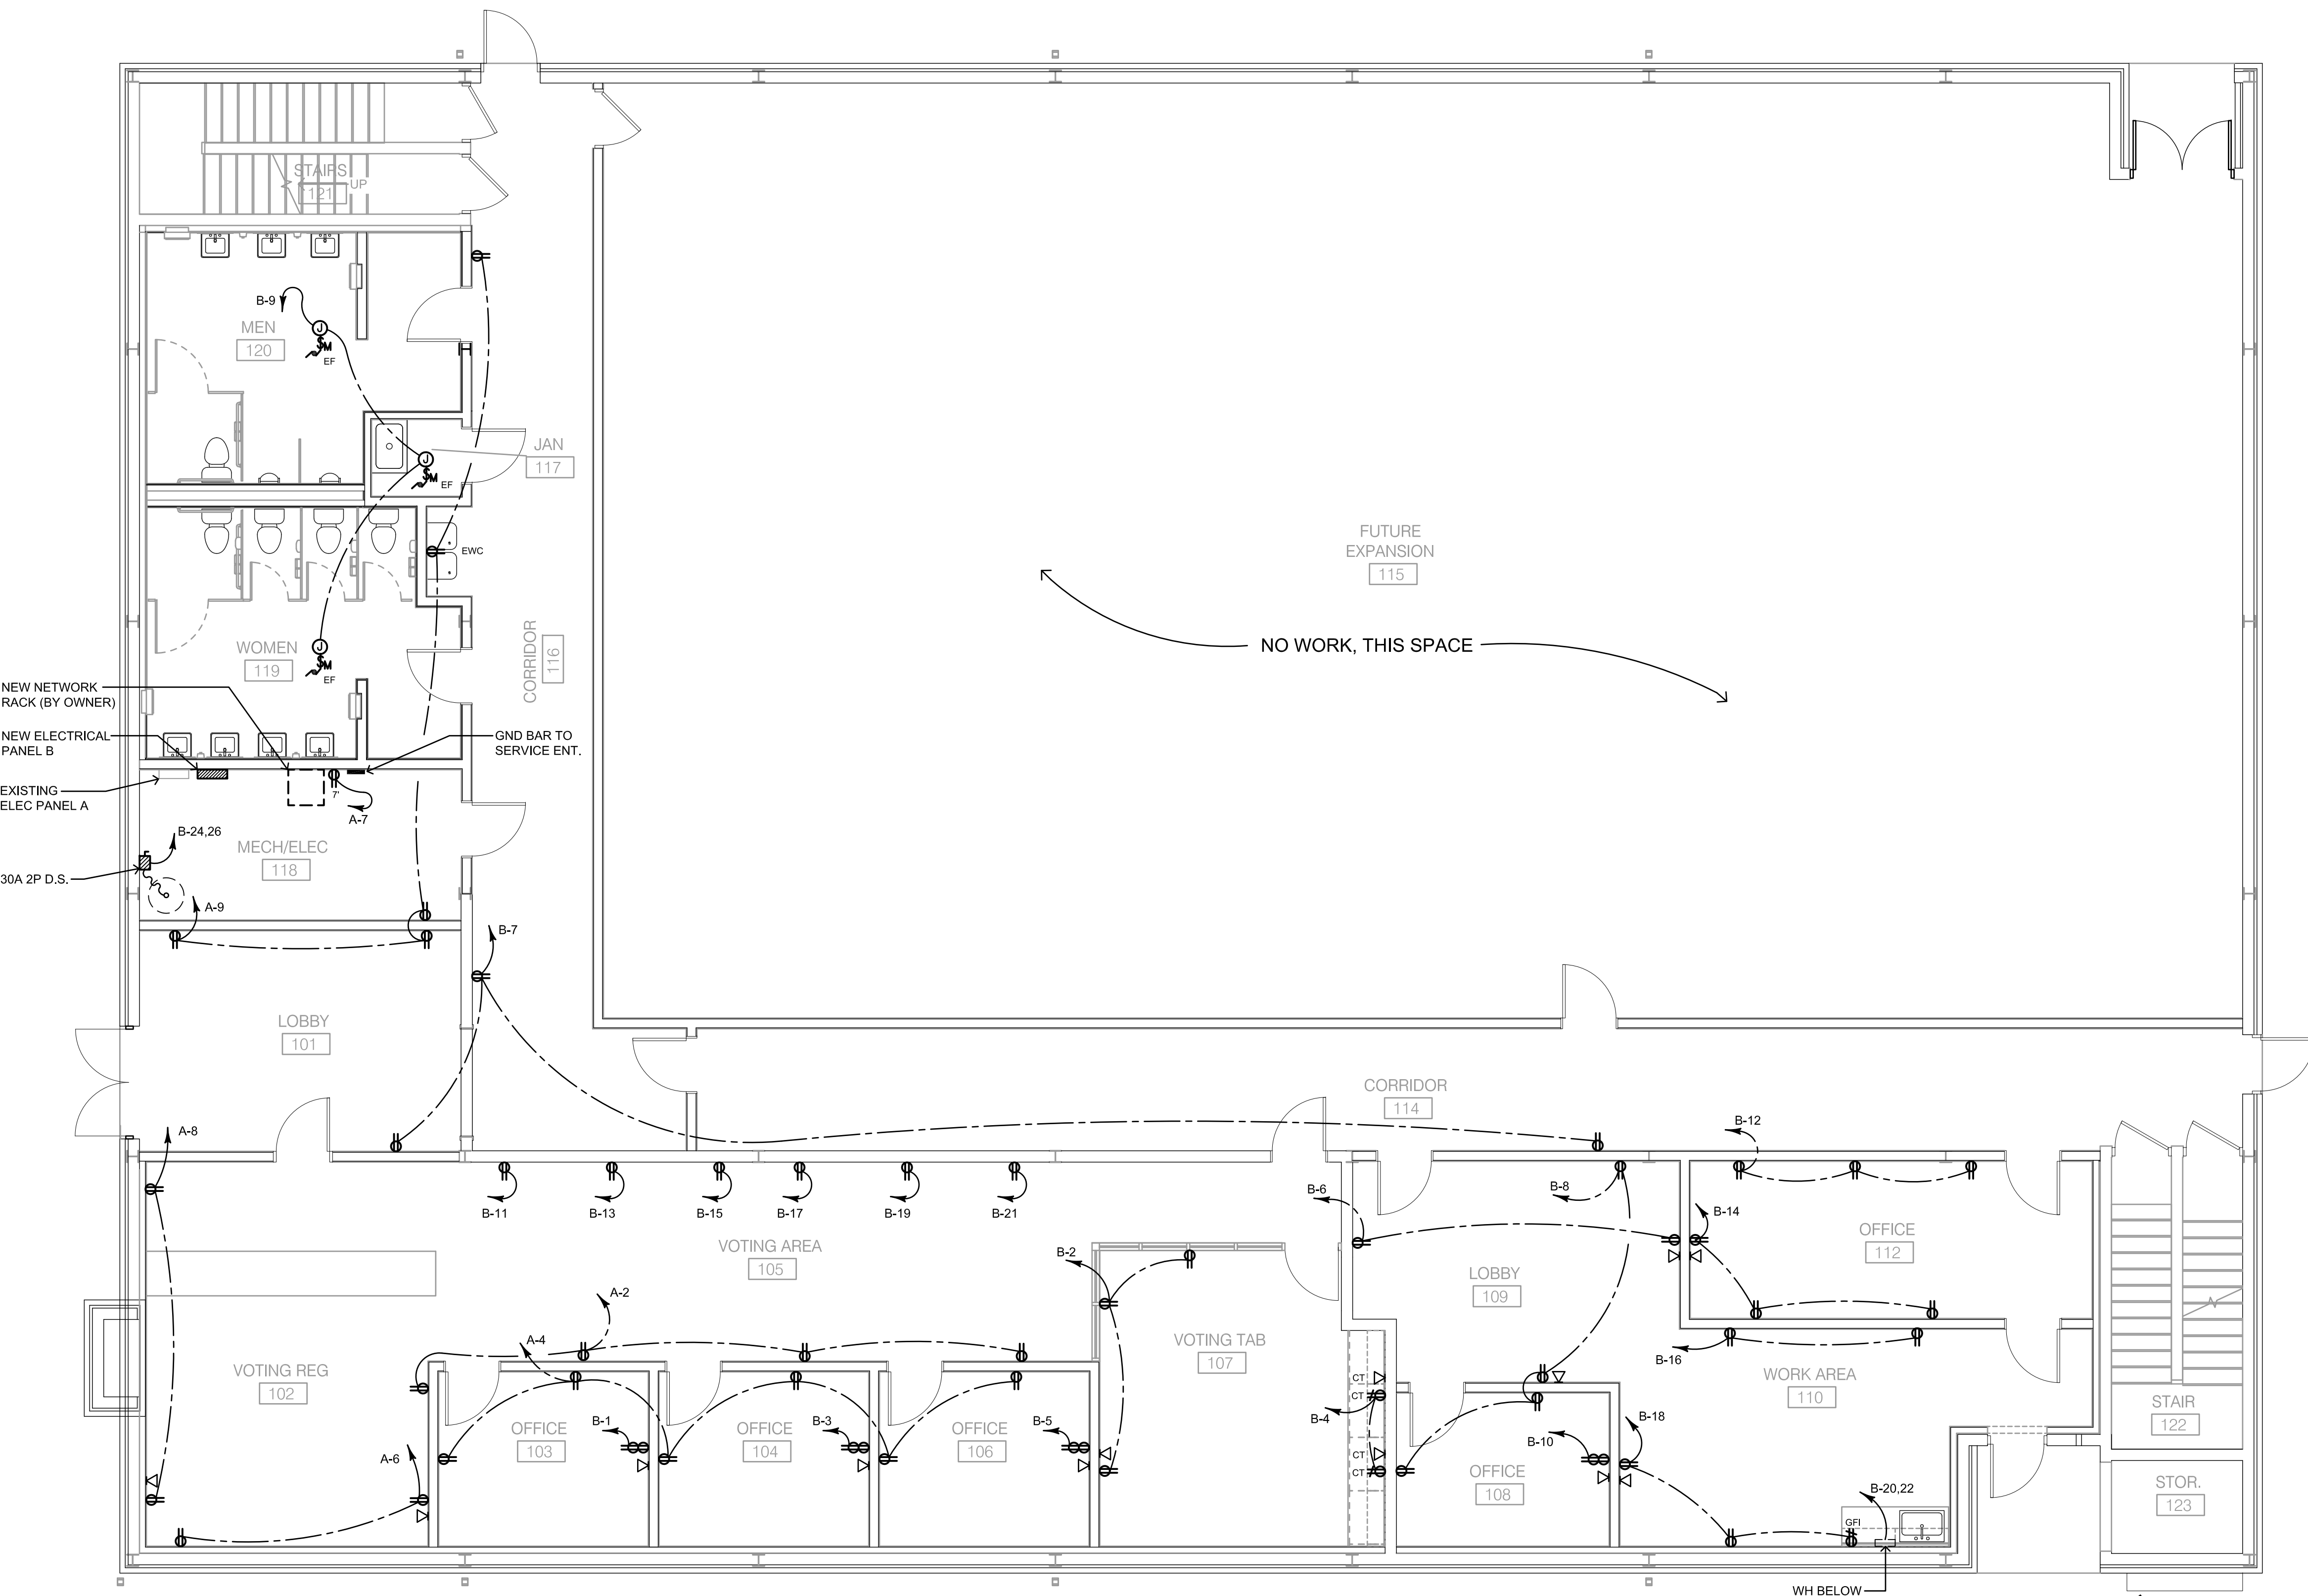 STAIRS
121
UP
B-9
MEN
120
J
$M
EF
JAN
117
J
$M
EF
EWC
FUTURE
EXPANSION
115
NO WORK, THIS SPACE
CORRIDOR
116
WOMEN
119
J
$M
EF
NEW NETWORK
RACK (BY OWNER)
NEW ELECTRICAL
PANEL B
GND BAR TO
SERVICE ENT.
EXISTING
ELEC PANEL A
7'
A-7
B-24,26
MECH/ELEC
118
30A 2P D.S.
A-9
B-7
LOBBY
101
CORRIDOR
114
A-8
B-12
B-11
B-13
B-15
B-17
B-19
B-21
B-6
B-8
B-14
OFFICE
112
VOTING AREA
105
B-2
LOBBY
109
A-2
A-4
VOTING TAB
107
B-16
VOTING REG
102
WORK AREA
110
CT
CT
STAIR
122
OFFICE
103
B-1
OFFICE
104
B-3
OFFICE
106
B-5
B-4
B-18
B-10
A-6
CT
CT
OFFICE
108
STOR.
123
B-20,22
GFI
WH BELOW